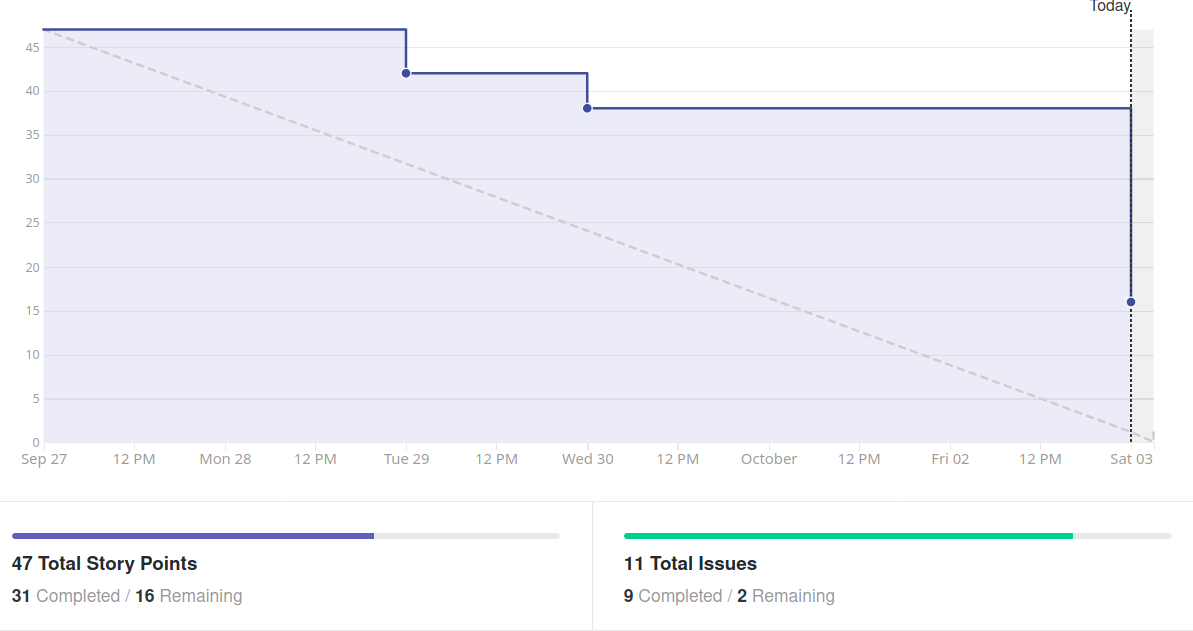 Today
45
40
35
30
25
20
15
10
5
0
Sep 27 12 PM Mon 28 12 PM Tue 29 12 PM Wed 30 12 PM October 12 PM Fri 02 12 PM Sat 03
47 Total Story Points
31 Completed / 16 Remaining
11 Total Issues
9 Completed / 2 Remaining